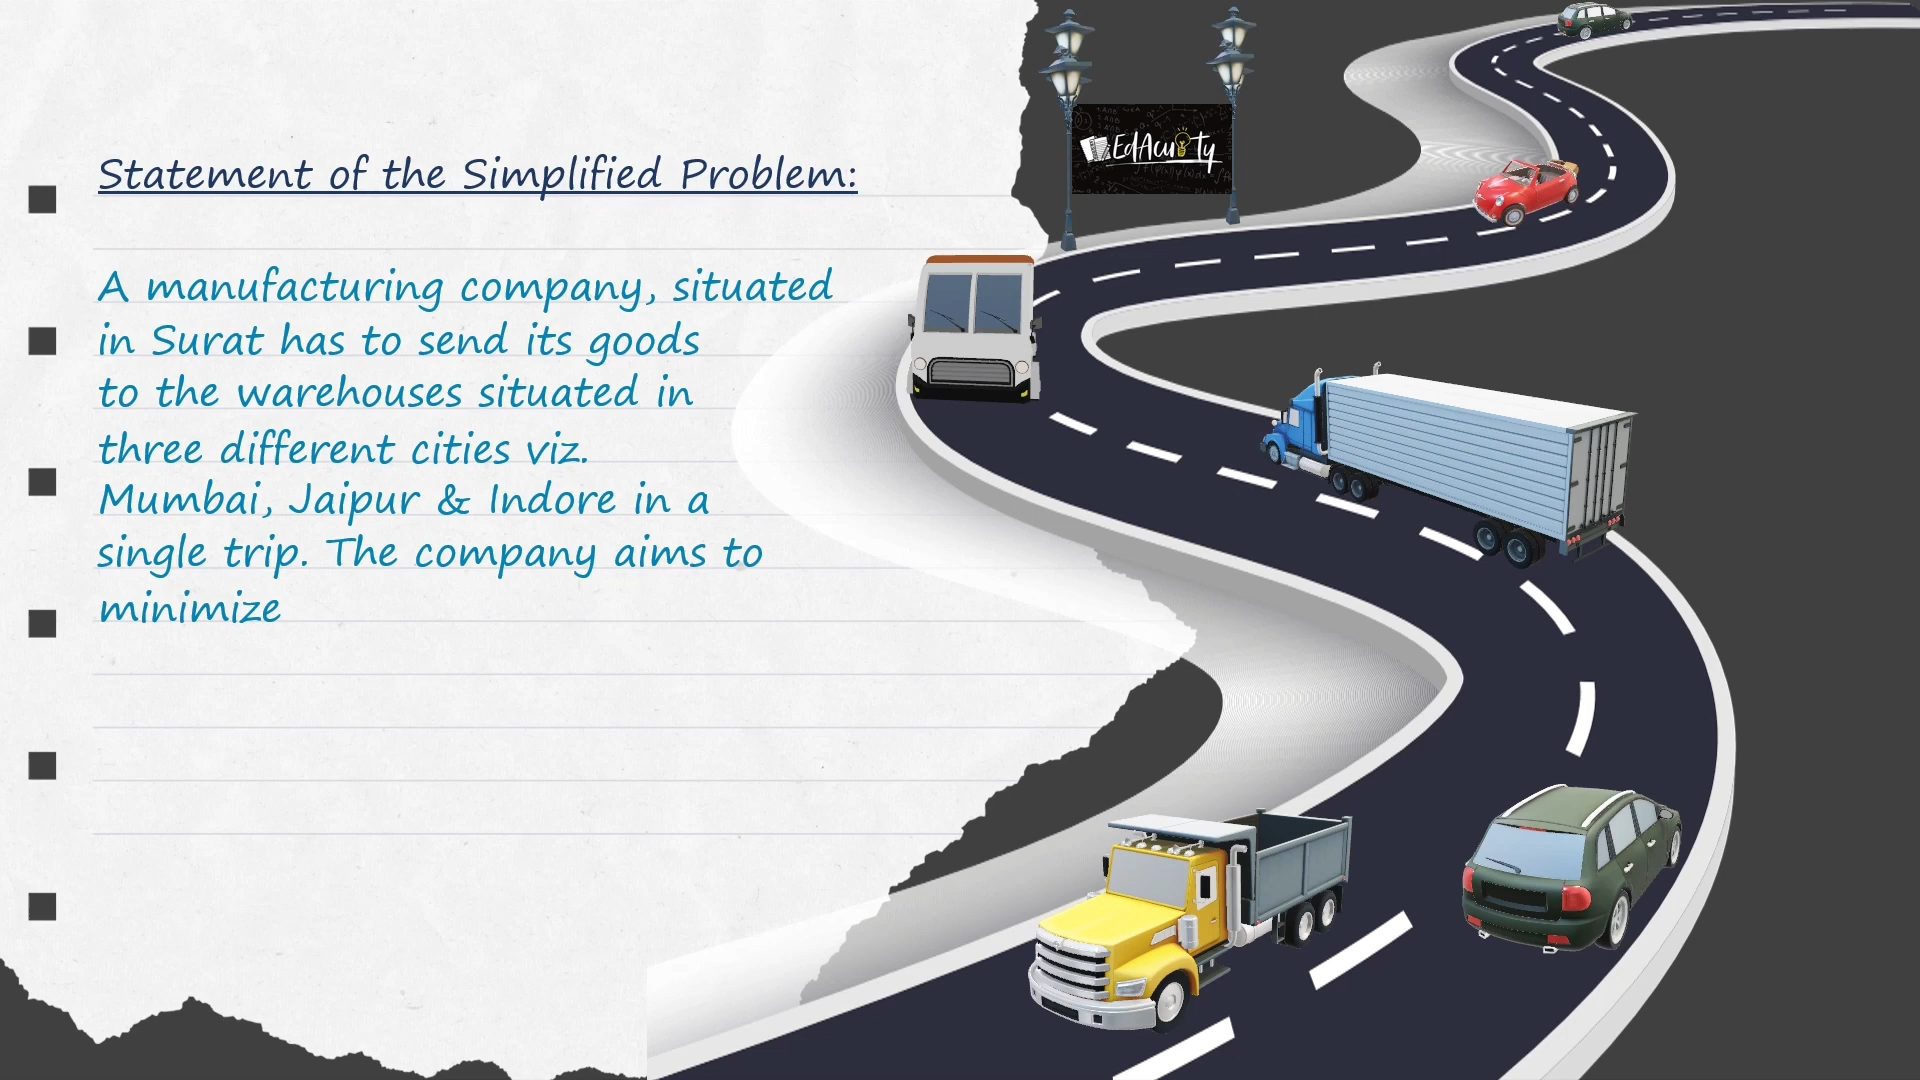 Statement of the Simplified Problem:
A manufacturing company, situated
in Surat has to send its goods
to the warehouses situated in
three different cities viz.
Mumbai, Jaipur & Indore in a
single trip. The company aims to
minimize
EdAcuity